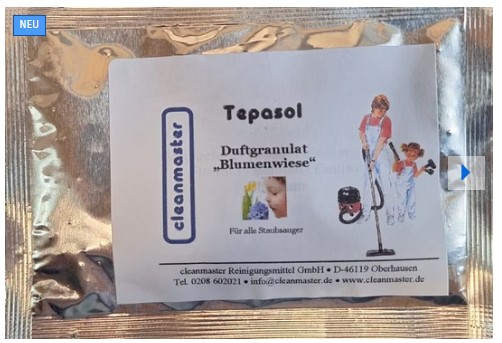 NEU
cleanmaster
Tepasol
Duftgranulat
„Blumenwiese“
Für alle Staubsauger
cleanmaster Reinigungsmittel GmbH • D-46119 Oberhausen
Tel. 0208 602021 • info@cleanmaster.de • www.cleanmaster.de